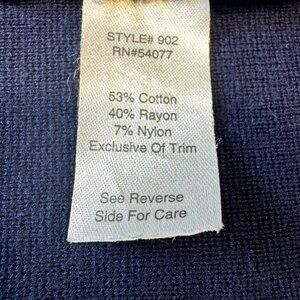 STYLE# 902
RN#54077
53% Cotton
40% Rayon
7% Nylon
Exclusive Of Trim
See Reverse
Side For Care